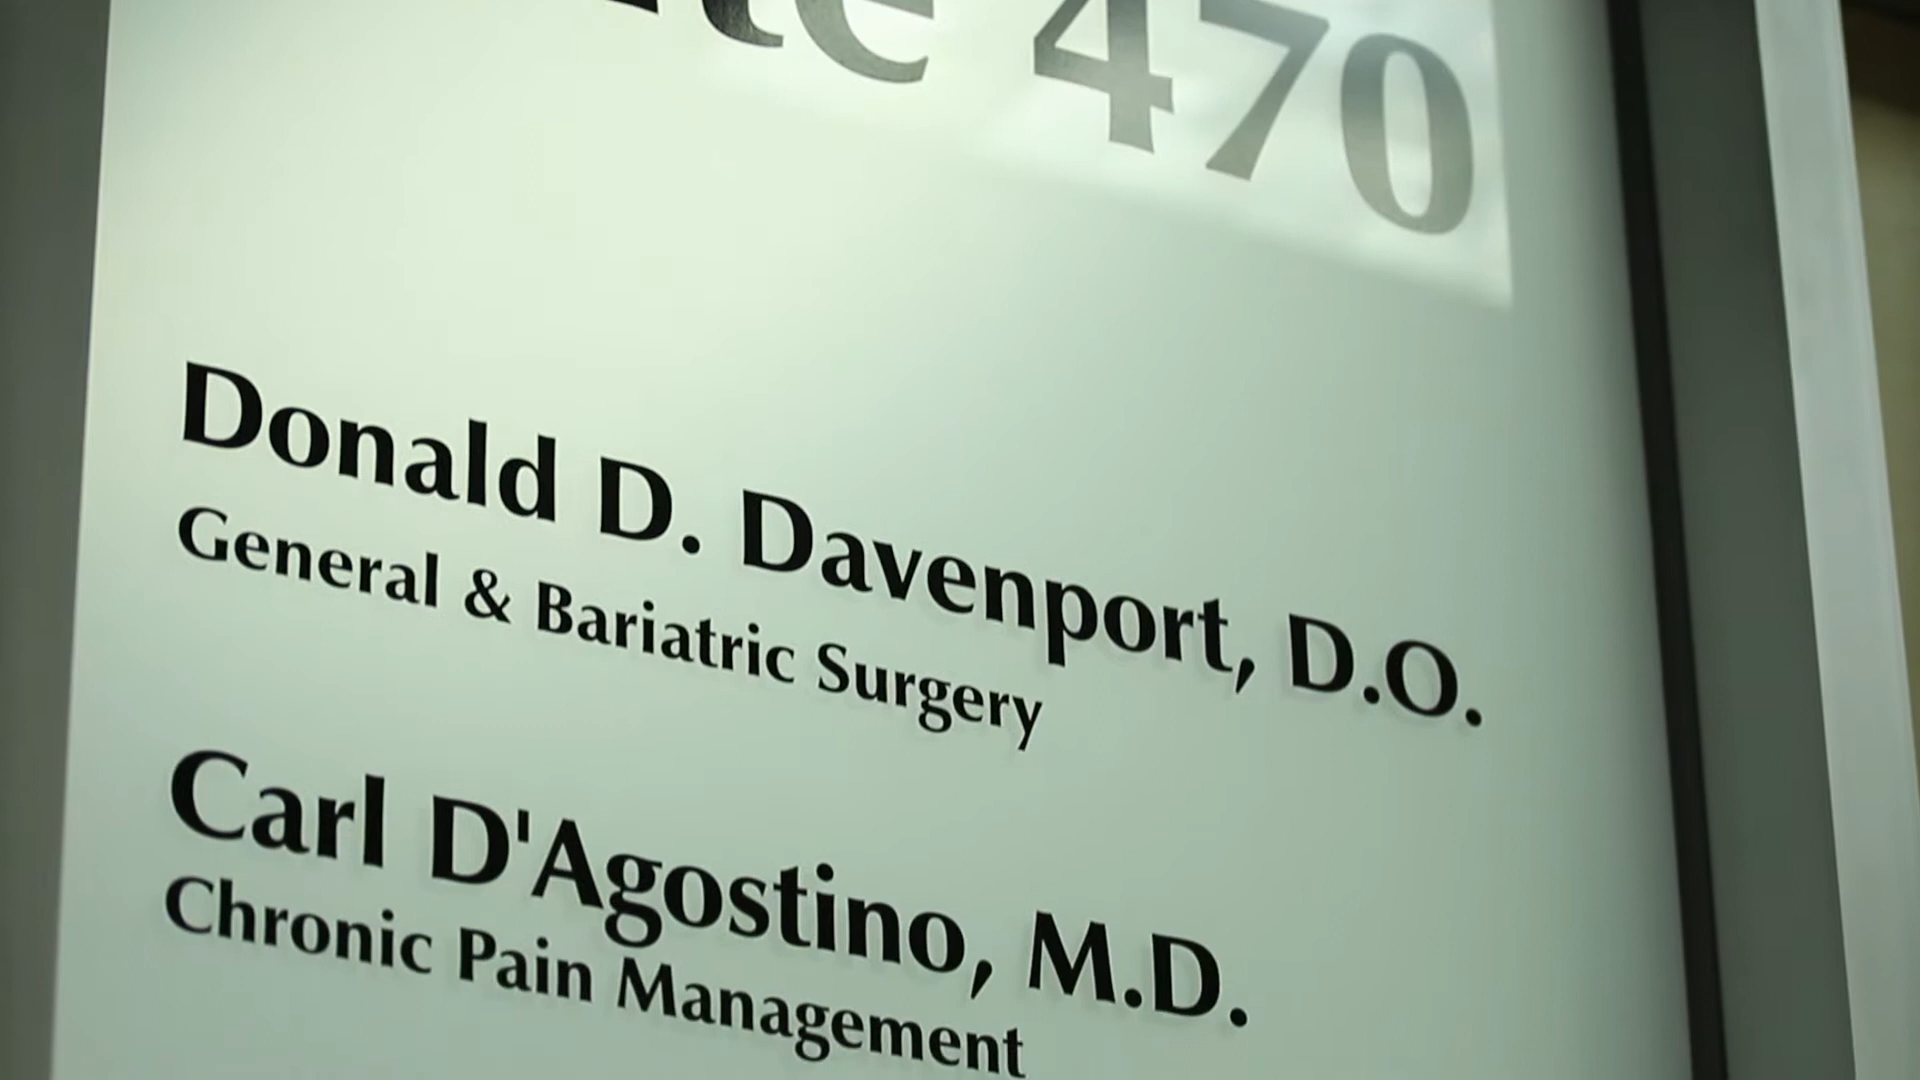 470
Donald D. Davenport, D.O.
General & Bariatric Surgery
Carl D'Agostino, M.D.
Chronic Pain Management